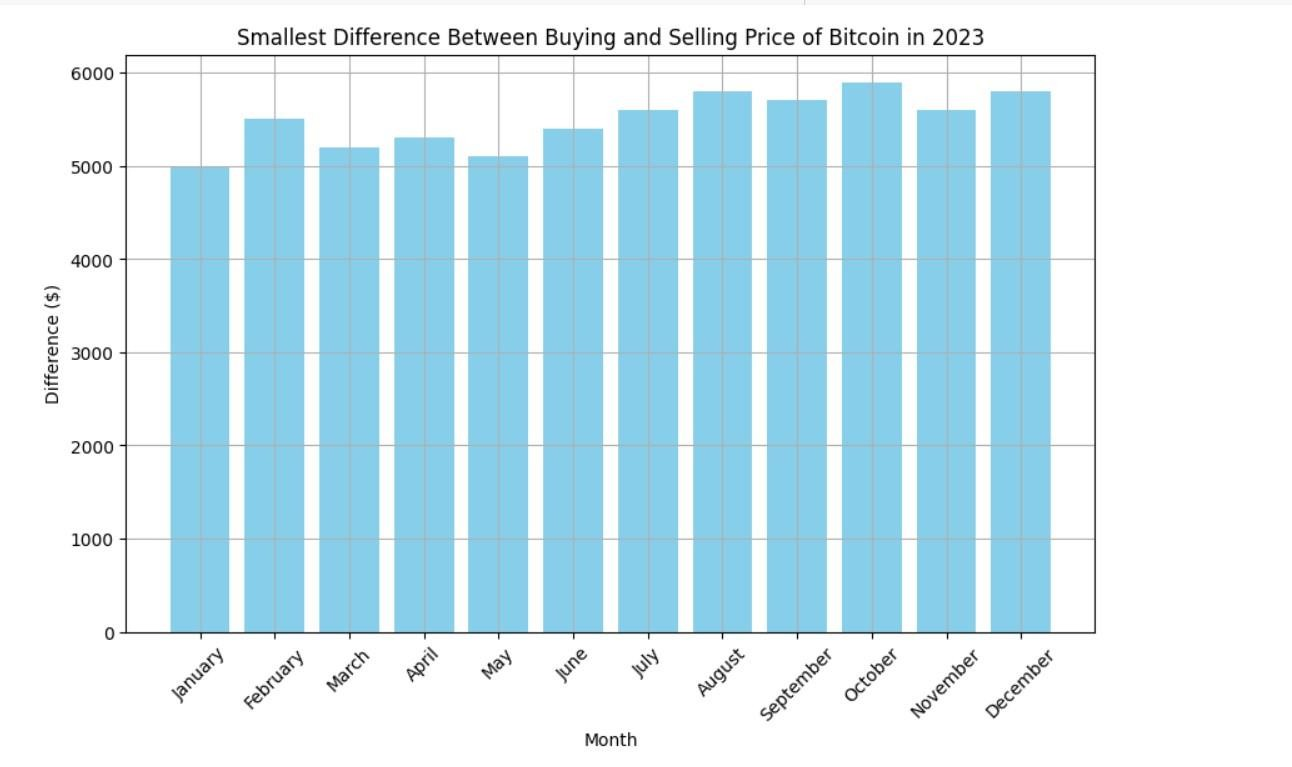 Smallest Difference Between Buying and Selling Price of Bitcoin in 2023
6000
5000
4000
3000
2000
1000
0
Difference ($)
January
February
March
April
May
June
July
August
September
October
November
December
Month